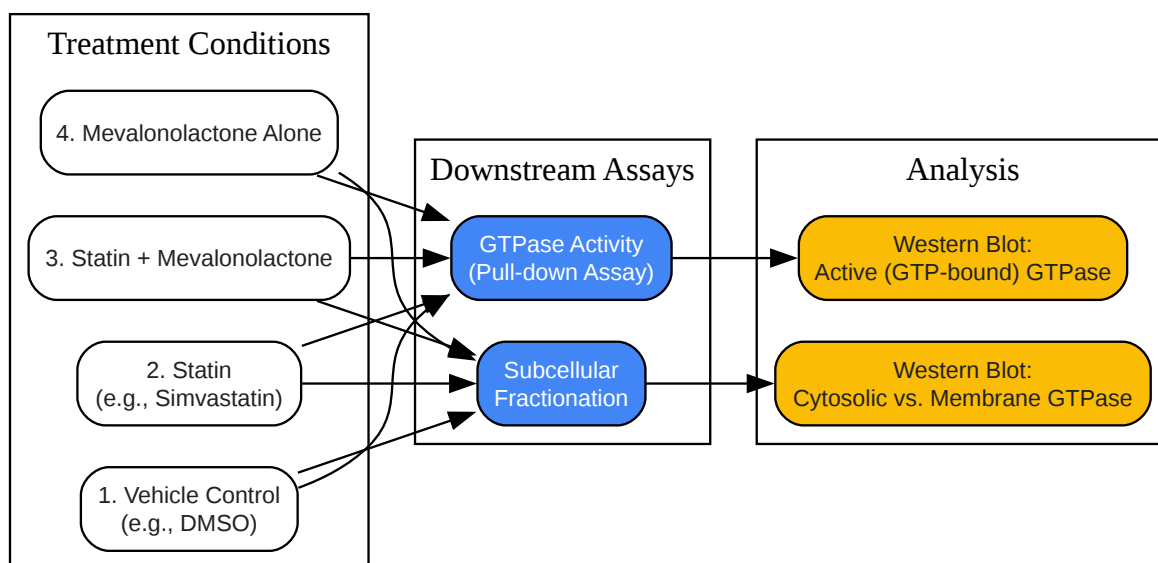 Treatment Conditions
4. Mevalonolactone Alone
3. Statin + Mevalonolactone
2. Statin
(e.g., Simvastatin)
1. Vehicle Control
(e.g., DMSO)
Downstream Assays
GTPase Activity
(Pull-down Assay)
Subcellular
Fractionation
Analysis
Western Blot:
Active (GTP-bound) GTPase
Western Blot:
Cytosolic vs. Membrane GTPase